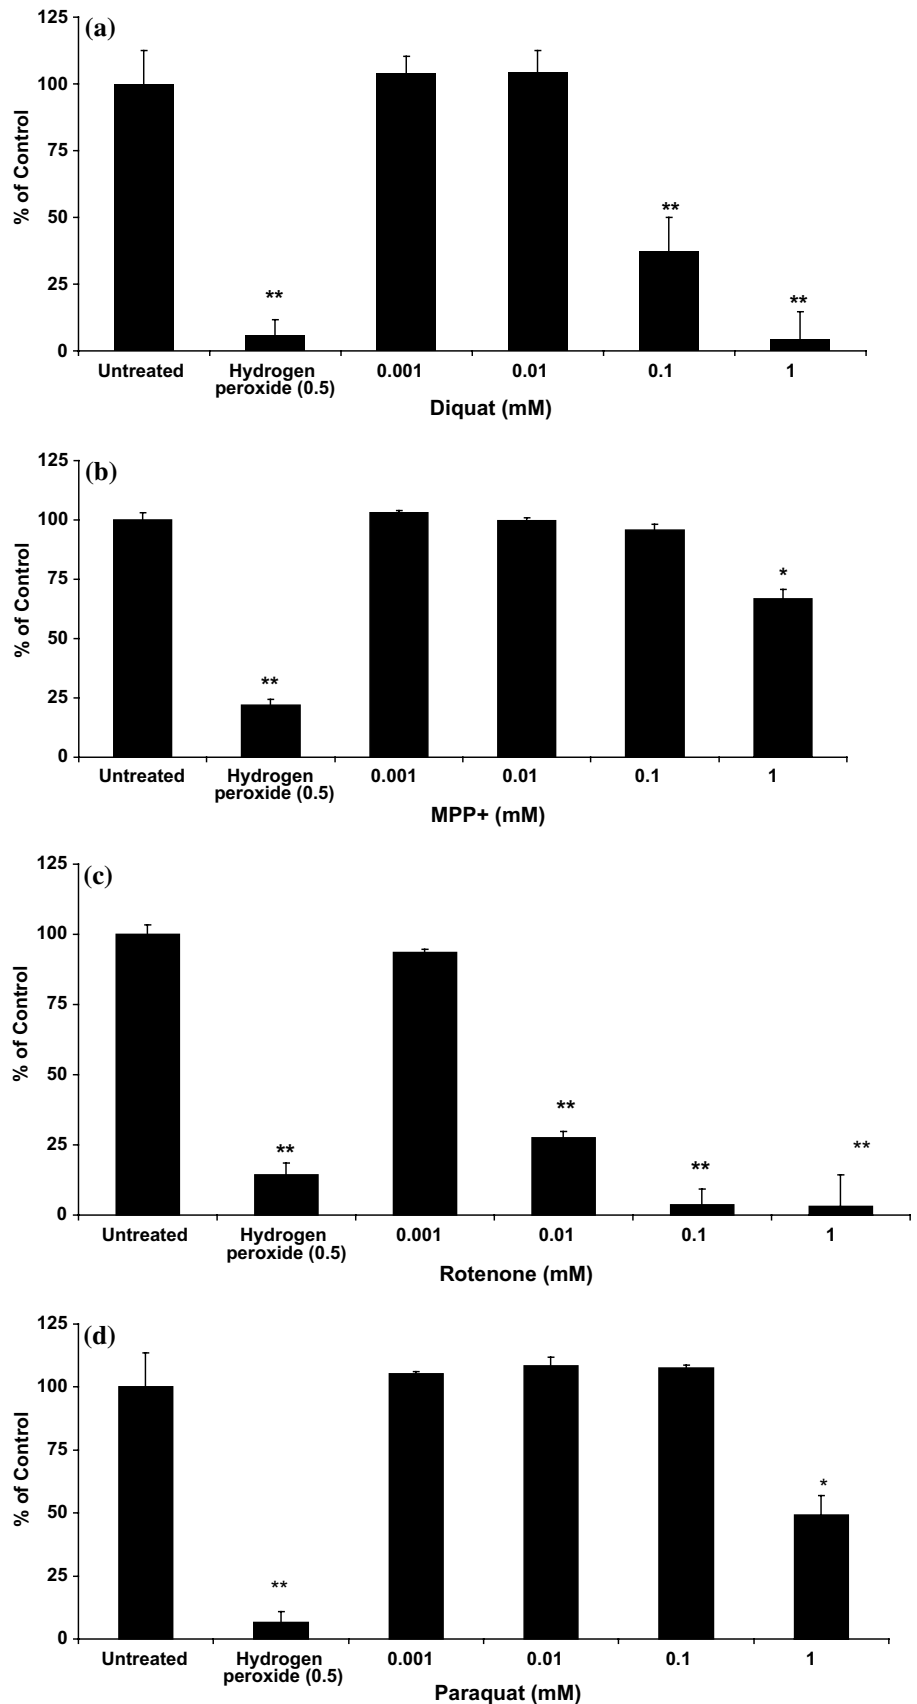 (a)
125
100
75
50
25
0
% of Control
**
**
**
Untreated
Hydrogen
peroxide (0.5)
0.001
0.01
0.1
1
Diquat (mM)
(b)
125
100
75
50
25
0
% of Control
**
*
Untreated
Hydrogen
peroxide (0.5)
0.001
0.01
0.1
1
MPP+ (mM)
(c)
125
100
75
50
25
0
% of Control
**
**
**
**
Untreated
Hydrogen
peroxide (0.5)
0.001
0.01
0.1
1
Rotenone (mM)
(d)
125
100
75
50
25
0
% of Control
**
*
Untreated
Hydrogen
peroxide (0.5)
0.001
0.01
0.1
1
Paraquat (mM)